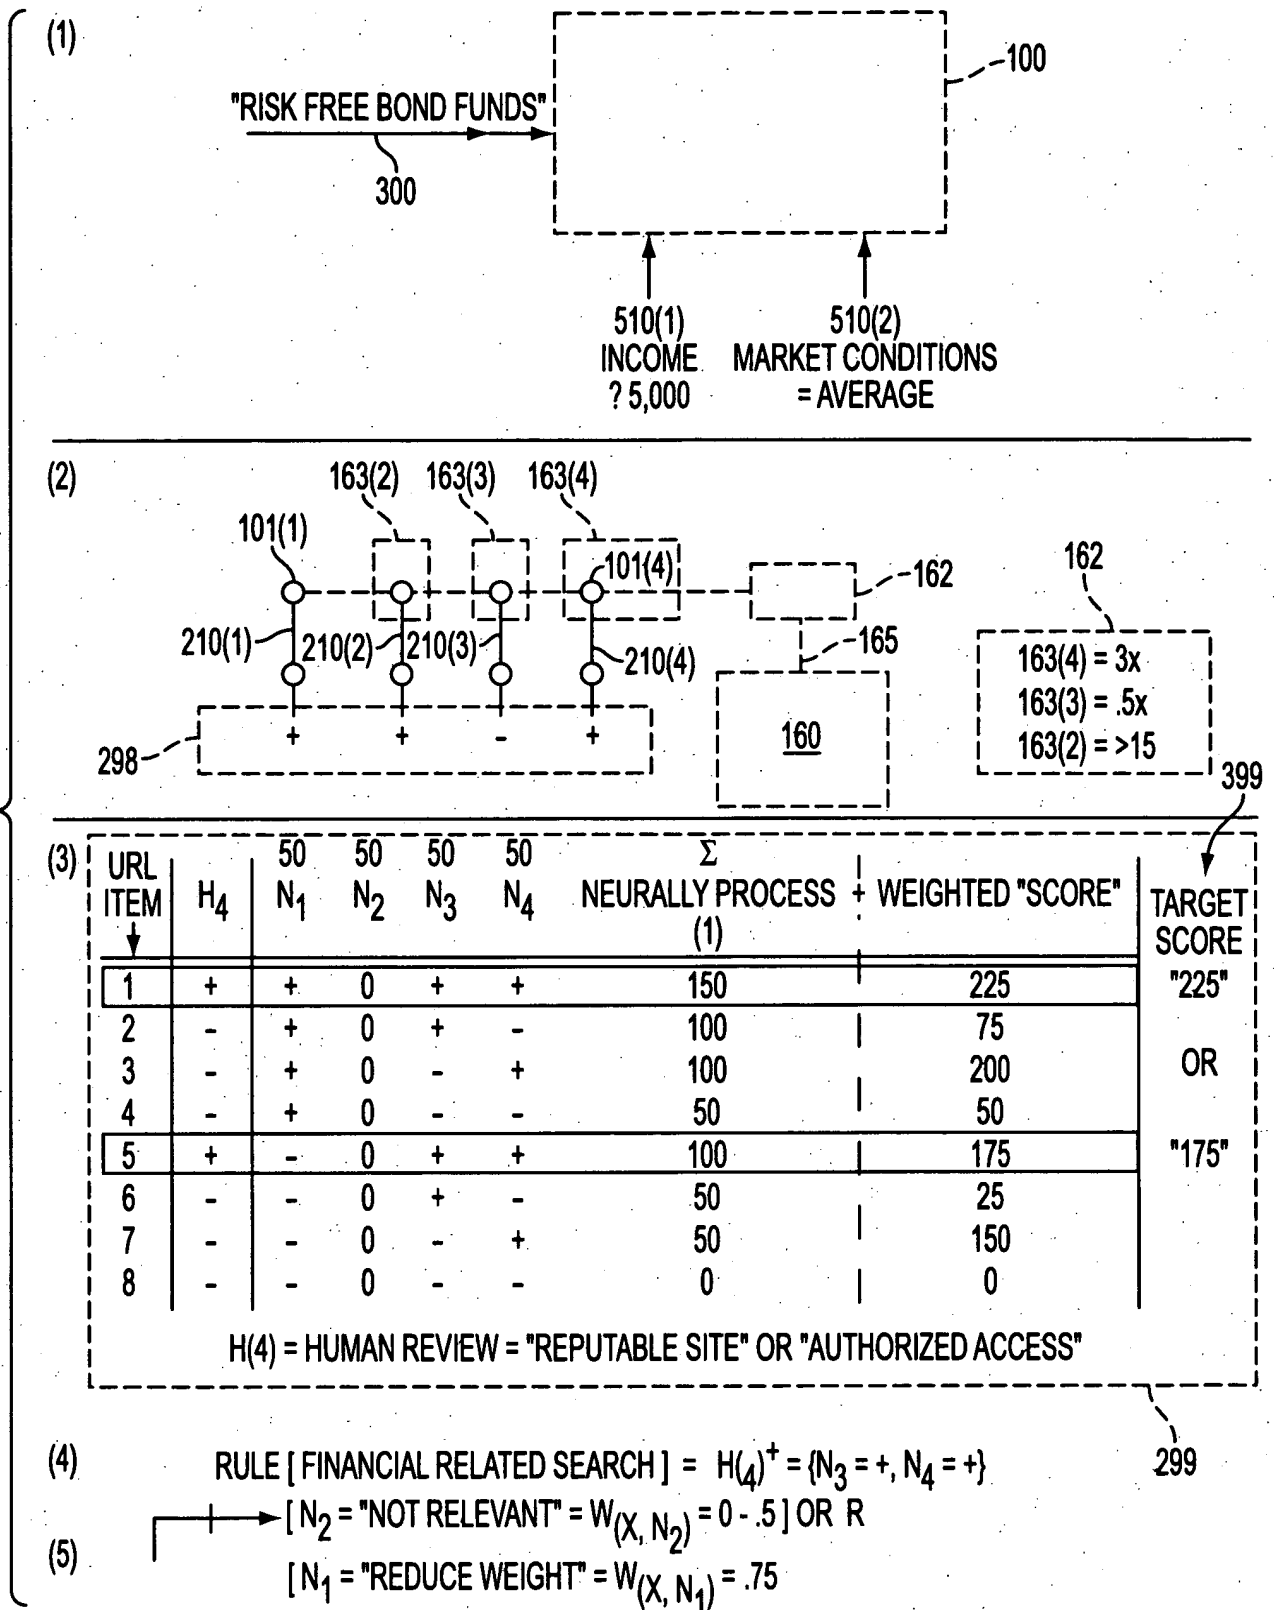 (1)
100
"RISK FREE BOND FUNDS"
300
510(1) 510(2)
INCOME MARKET CONDITIONS
? 5,000 = AVERAGE
(2)
163(2) 163(3) 163(4)
101(1)
101(4)
162
162
210(1) 210(2) 210(3) 210(4)
165
163(4) = 3x
163(3) = .5x
163(2) = >15
160
298
+ + - +
399
(3)
50 50 50 50 Σ
URL ITEM H4 N1 N2 N3 N4 NEURALLY PROCESS + WEIGHTED "SCORE" TARGET SCORE
(1)
1 + + 0 + + 150 225 "225"
2 - + 0 + - 100 75
3 - + 0 - + 100 200 OR
4 - + 0 - - 50 50
5 + - 0 + + 100 175 "175"
6 - - 0 + - 50 25
7 - - 0 - + 50 150
8 - - 0 - - 0 0
H(4) = HUMAN REVIEW = "REPUTABLE SITE" OR "AUTHORIZED ACCESS"
299
(4) RULE [ FINANCIAL RELATED SEARCH ] = H(4)+ = {N3 = +, N4 = +}
[ N2 = "NOT RELEVANT" = W(X, N2) = 0 - .5 ] OR R
(5)
[ N1 = "REDUCE WEIGHT" = W(X, N1) = .75